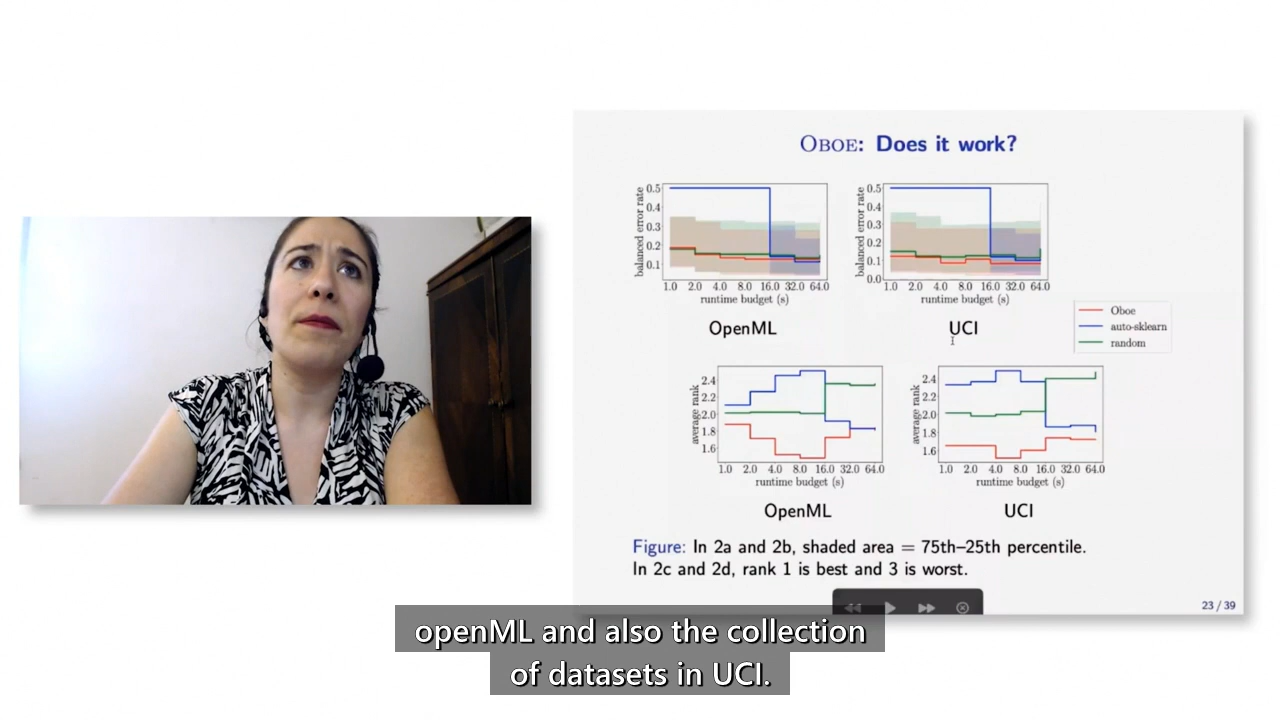 OBOE: Does it work?
balanced error rate
0.5
0.4
0.3
0.2
0.1
1.0 2.0 4.0 8.0 16.0 32.0 64.0
runtime budget (s)
OpenML
balanced error rate
0.5
0.4
0.3
0.2
0.1
0.0
1.0 2.0 4.0 8.0 16.0 32.0 64.0
runtime budget (s)
UCI
Oboe
auto-sklearn
random
average rank
2.4
2.2
2.0
1.8
1.6
1.0 2.0 4.0 8.0 16.0 32.0 64.0
runtime budget (s)
OpenML
average rank
2.4
2.2
2.0
1.8
1.6
1.0 2.0 4.0 8.0 16.0 32.0 64.0
runtime budget (s)
UCI
Figure: In 2a and 2b, shaded area = 75th–25th percentile.
In 2c and 2d, rank 1 is best and 3 is worst.
23 / 39
openML and also the collection
of datasets in UCI.